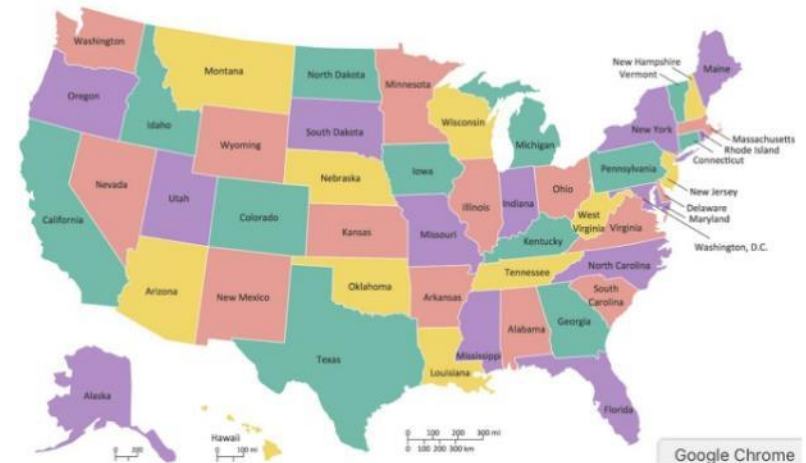 Washington
Montana
North Dakota
Minnesota
New Hampshire
Vermont
Maine
Oregon
Idaho
Wyoming
South Dakota
Wisconsin
Michigan
New York
Massachusetts
Rhode Island
Connecticut
New Jersey
Delaware
Maryland
Washington, D.C.
Nevada
Utah
Colorado
Nebraska
Iowa
Illinois
Indiana
Ohio
Pennsylvania
West
Virginia
Virginia
California
Kansas
Missouri
Kentucky
North Carolina
Tennessee
South
Carolina
Arizona
New Mexico
Oklahoma
Arkansas
Mississippi
Alabama
Georgia
Texas
Louisiana
Florida
Alaska
Hawaii
0 100 200 300 mi
0 100 200 300 km
0 100 mi
Google Chrome